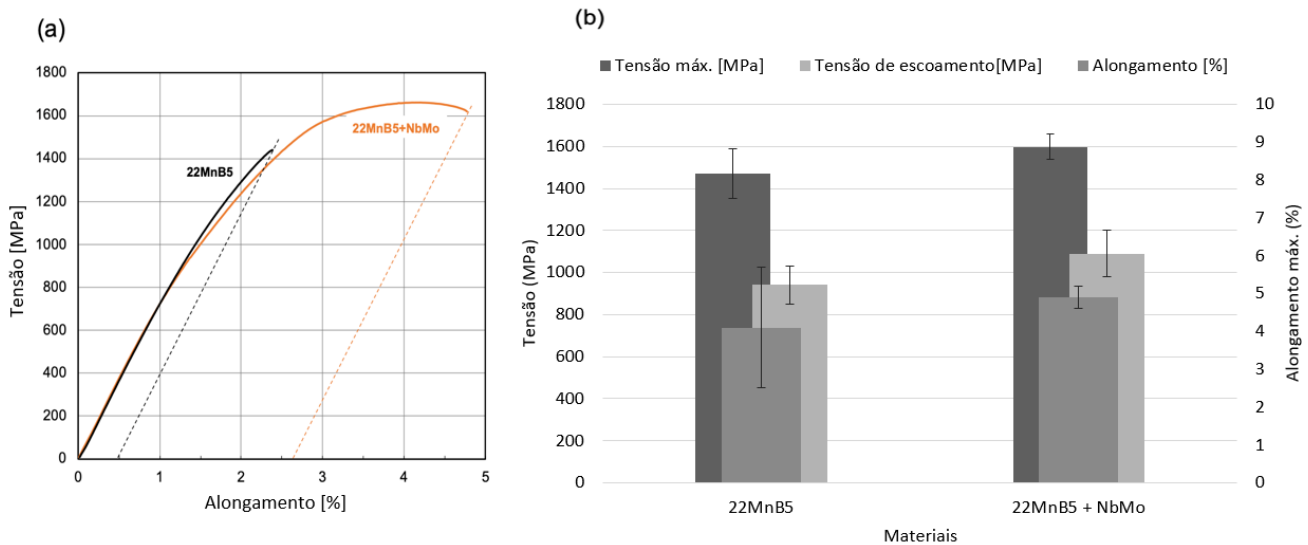 (a)
1800
1600
1400
1200
1000
800
600
400
200
0
0 1 2 3 4 5
Tensão [MPa]
Alongamento [%]
22MnB5
22MnB5+NbMo
(b)
Tensão máx. [MPa] Tensão de escoamento[MPa] Alongamento [%]
1800
1600
1400
1200
1000
800
600
400
200
0
Tensão (MPa)
10
9
8
7
6
5
4
3
2
1
0
Alongamento máx. (%)
22MnB5 22MnB5 + NbMo
Materiais